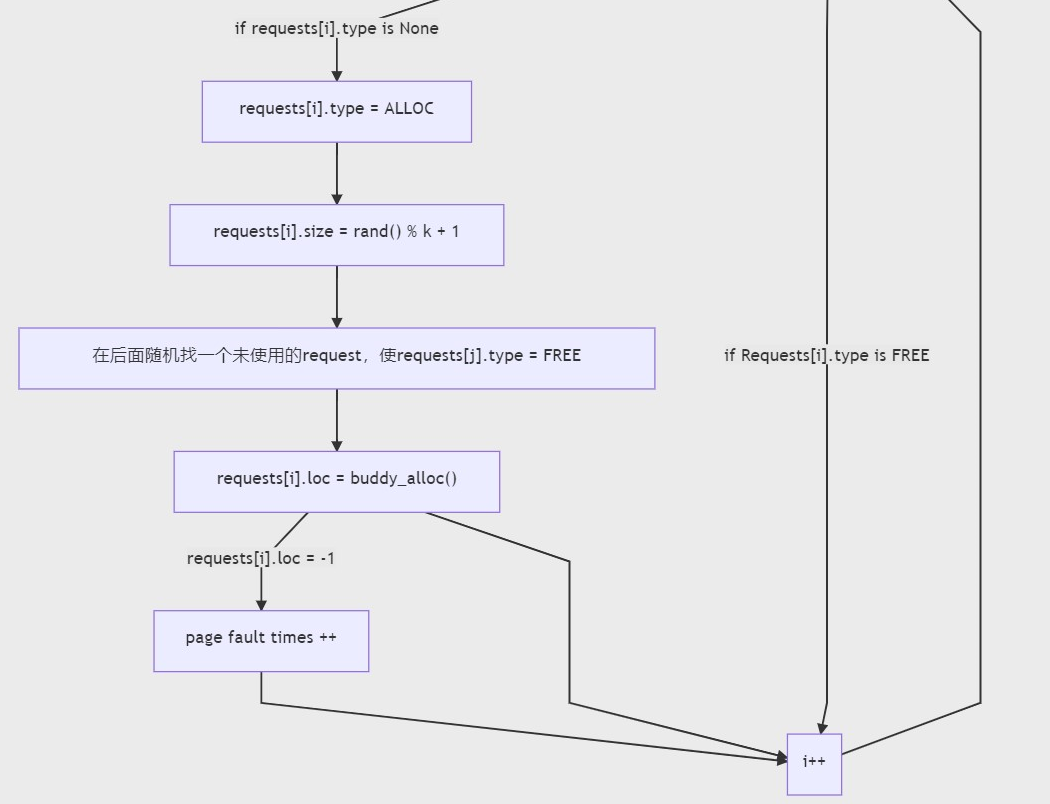 if requests[i].type is None
requests[i].type = ALLOC
requests[i].size = rand() % k + 1
在后面随机找一个未使用的request，使requests[j].type = FREE
if Requests[i].type is FREE
requests[i].loc = buddy_alloc()
requests[i].loc = -1
page fault times ++
i++